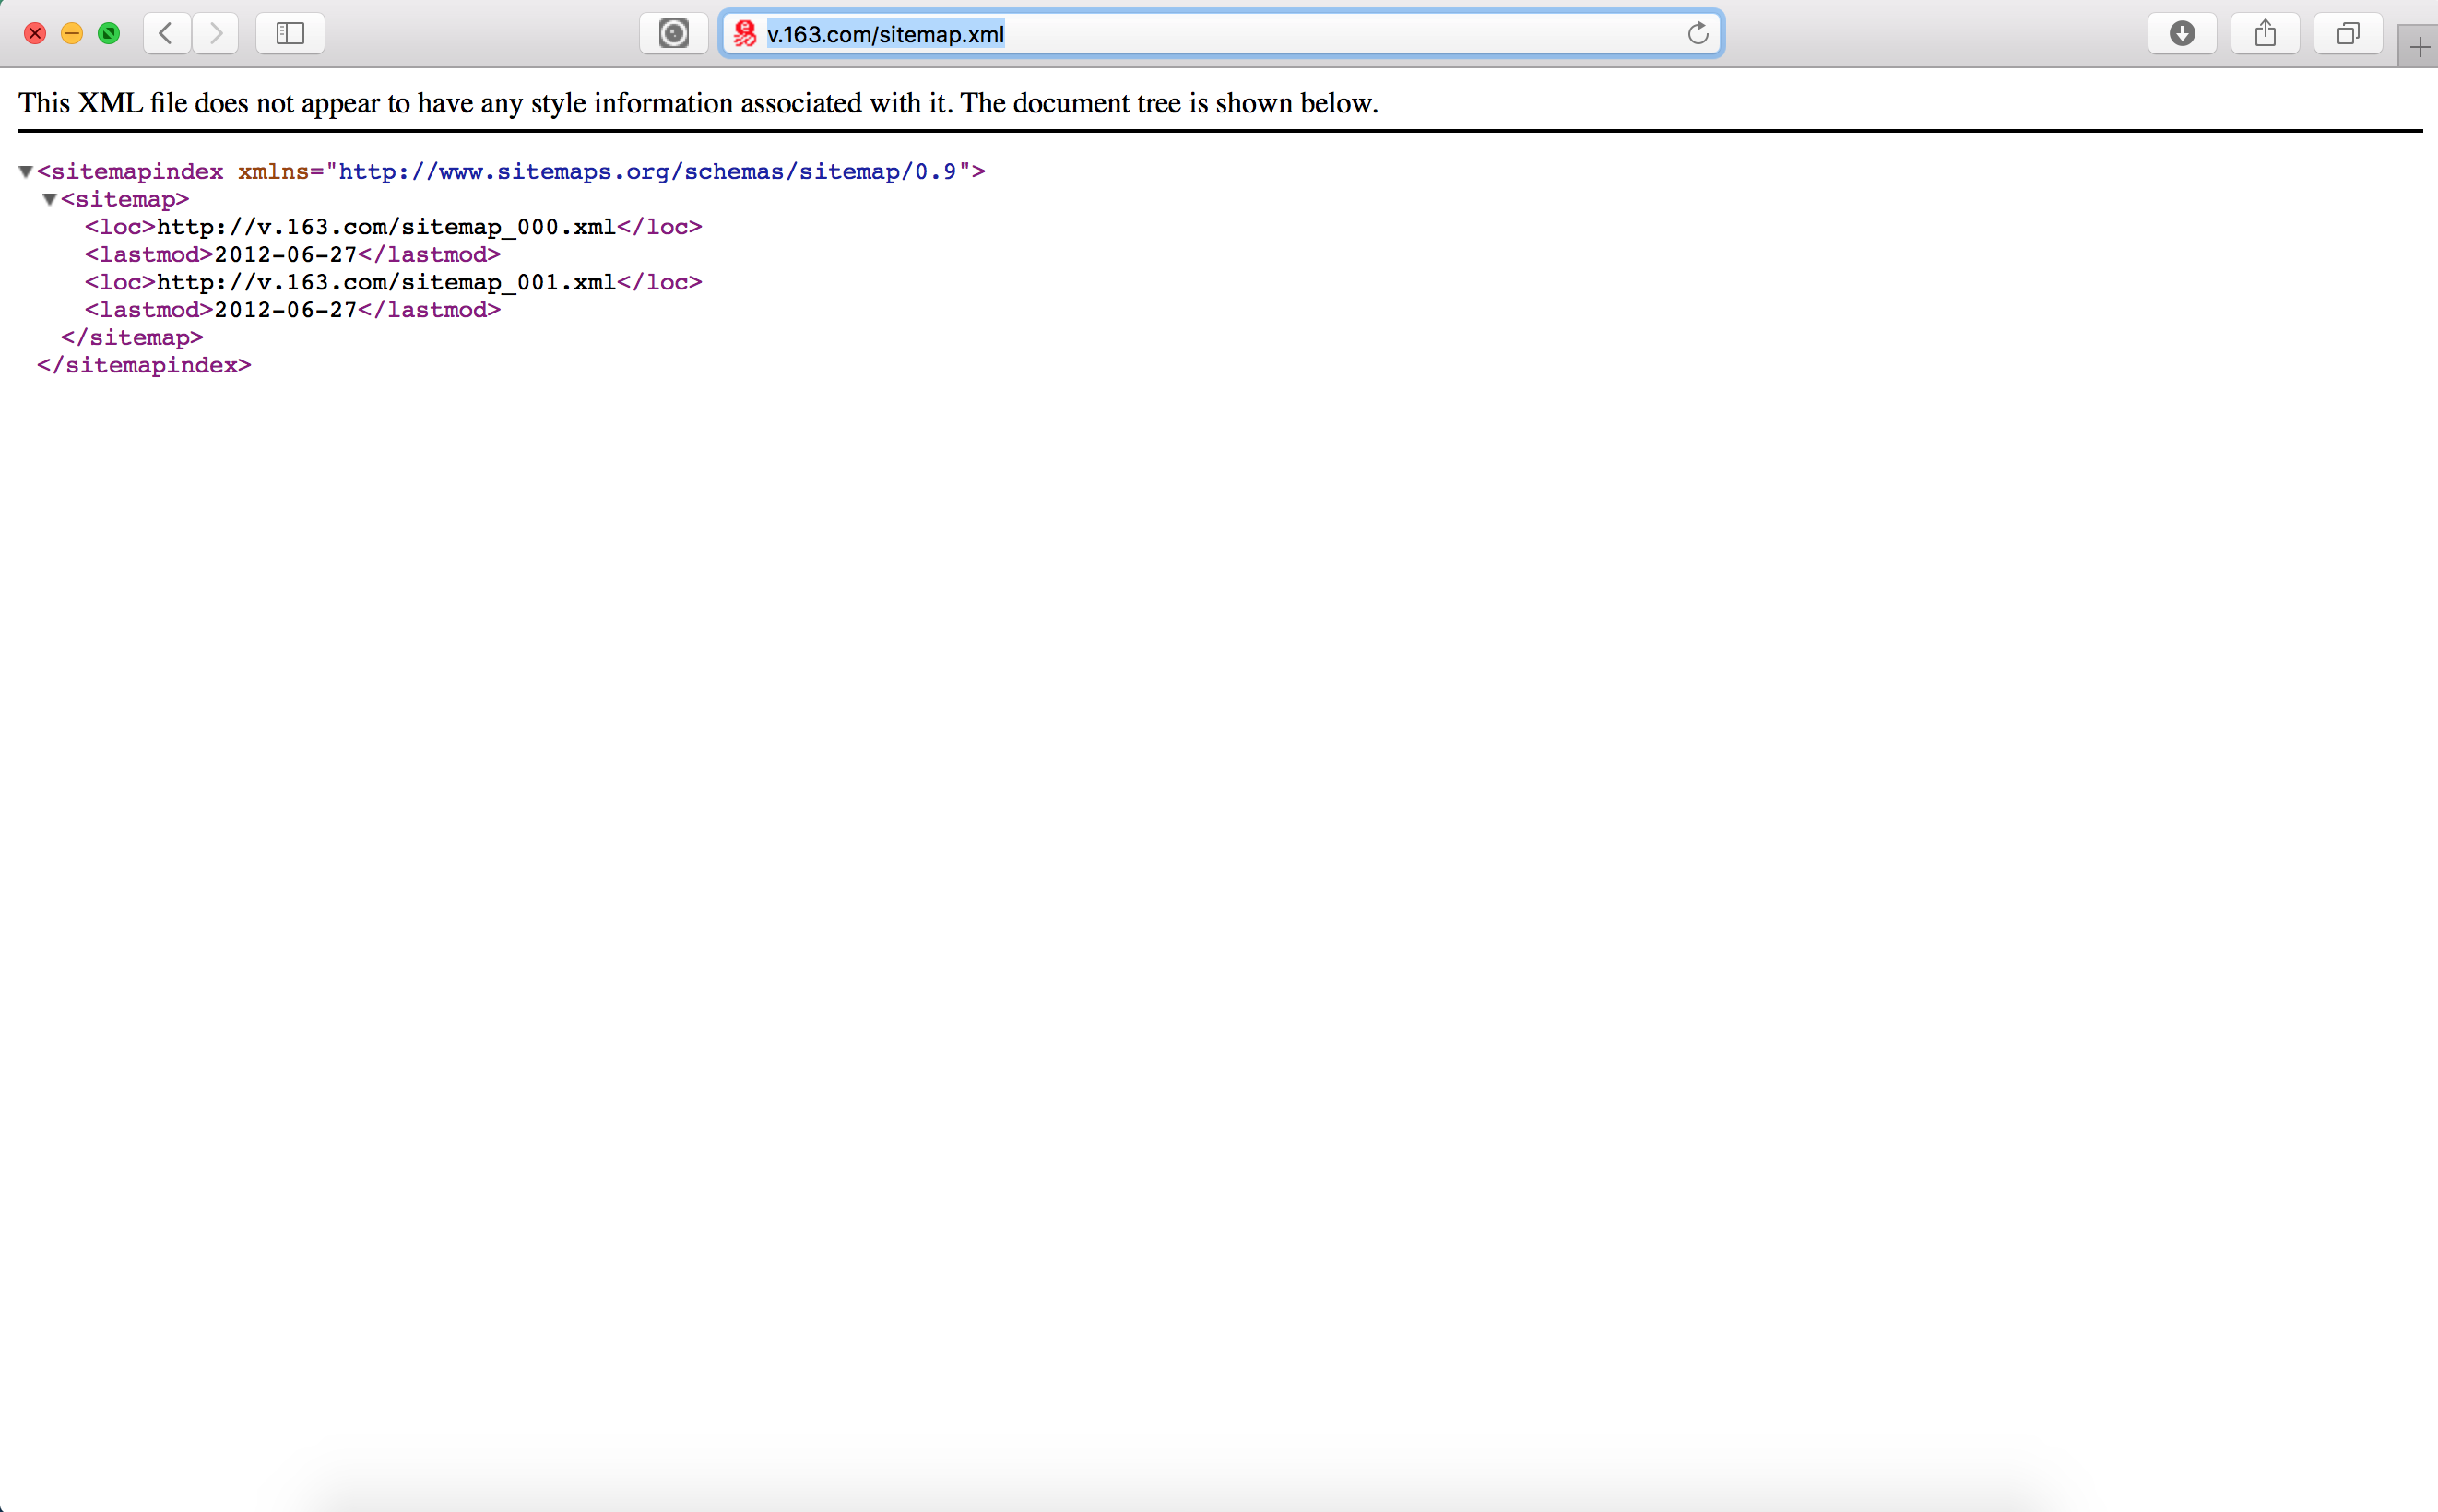 v.163.com/sitemap.xml
This XML file does not appear to have any style information associated with it. The document tree is shown below.
<sitemapindex xmlns="http://www.sitemaps.org/schemas/sitemap/0.9">
<sitemap>
<loc>http://v.163.com/sitemap_000.xml</loc>
<lastmod>2012-06-27</lastmod>
<loc>http://v.163.com/sitemap_001.xml</loc>
<lastmod>2012-06-27</lastmod>
</sitemap>
</sitemapindex>